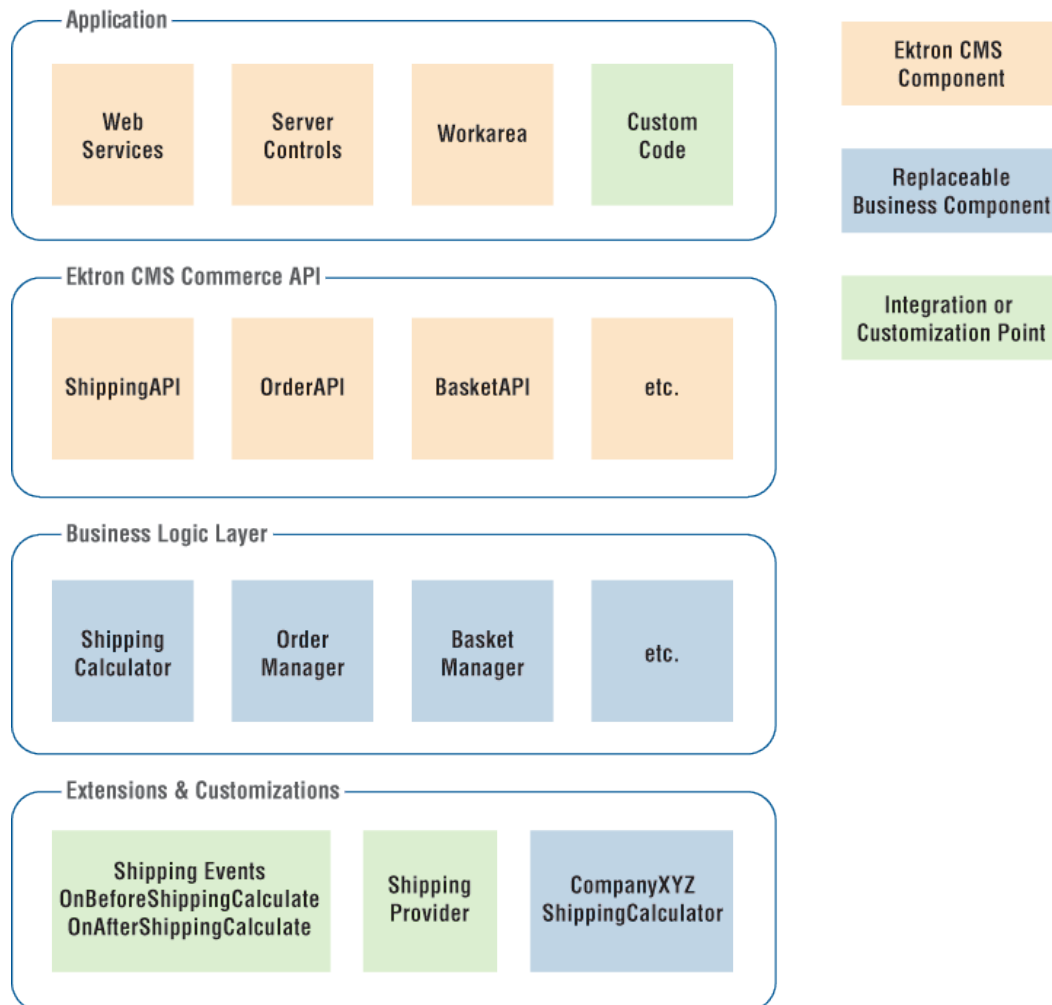 Application
Web
Services
Server
Controls
Workarea
Custom
Code
Ektron CMS Commerce API
ShippingAPI
OrderAPI
BasketAPI
etc.
Business Logic Layer
Shipping
Calculator
Order
Manager
Basket
Manager
etc.
Extensions & Customizations
Shipping Events
OnBeforeShippingCalculate
OnAfterShippingCalculate
Shipping
Provider
CompanyXYZ
ShippingCalculator
Ektron CMS
Component
Replaceable
Business Component
Integration or
Customization Point